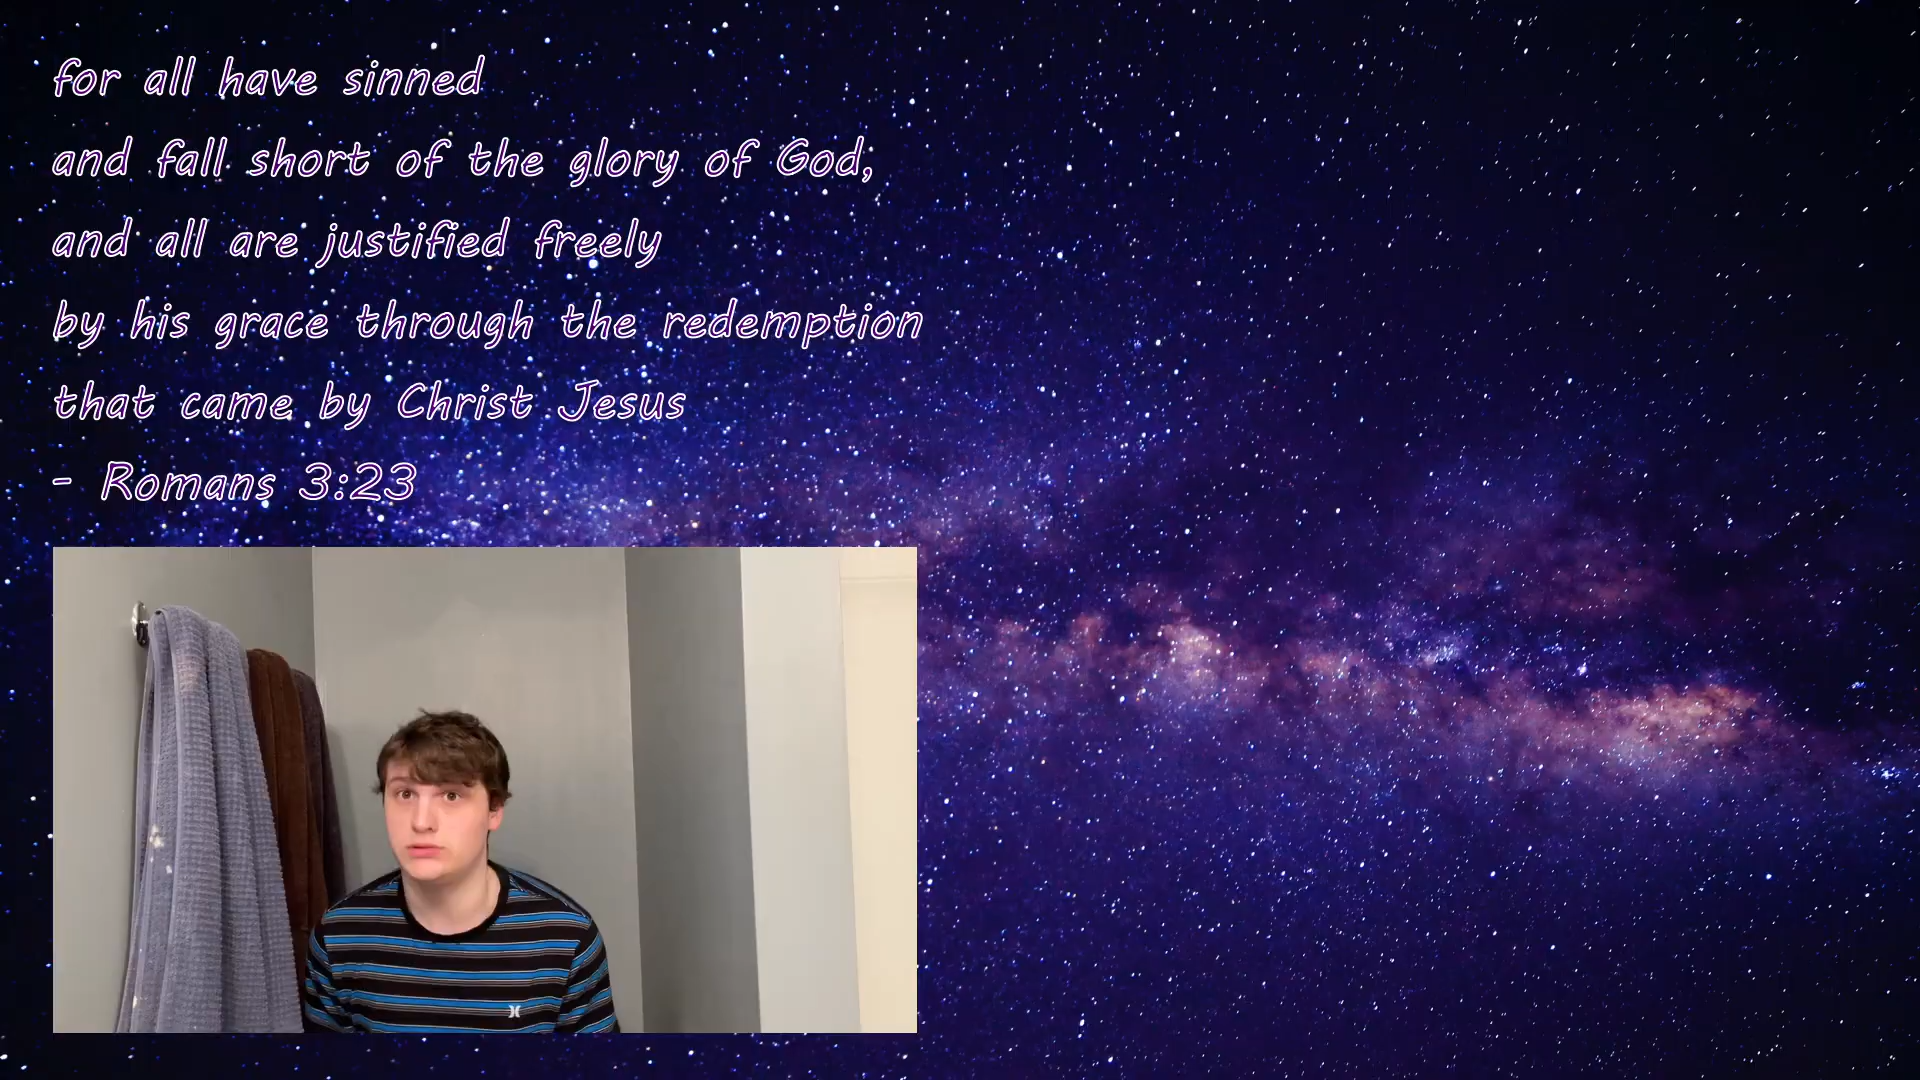 for all have sinned
and fall short of the glory of God,
and all are justified freely
by his grace through the redemption
that came by Christ Jesus
- Romans 3:23